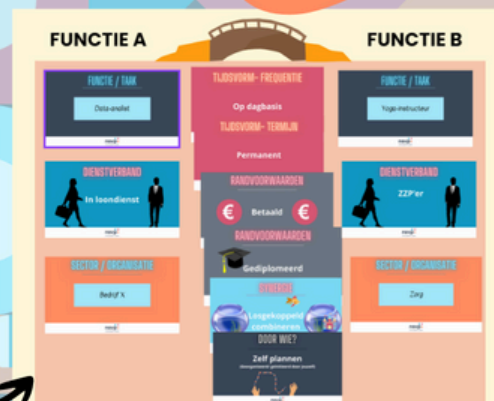 FUNCTIE A
FUNCTIE B
FUNCTIE / TAAK
Data-analist
DIENSTVERBAND
In loondienst
SECTOR / ORGANISATIE
Bedrijf X
TIJDSVORM- FREQUENTIE
Op dagbasis
TIJDSVORM- TERMIJN
Permanent
RANDVOORWAARDEN
€ Betaald €
RANDVOORWAARDEN
Gediplomeerd
Losgekoppeld
combineren
DOOR WIE?
Zelf plannen
FUNCTIE / TAAK
Yoga-instructeur
DIENSTVERBAND
ZZP'er
SECTOR / ORGANISATIE
Zorg